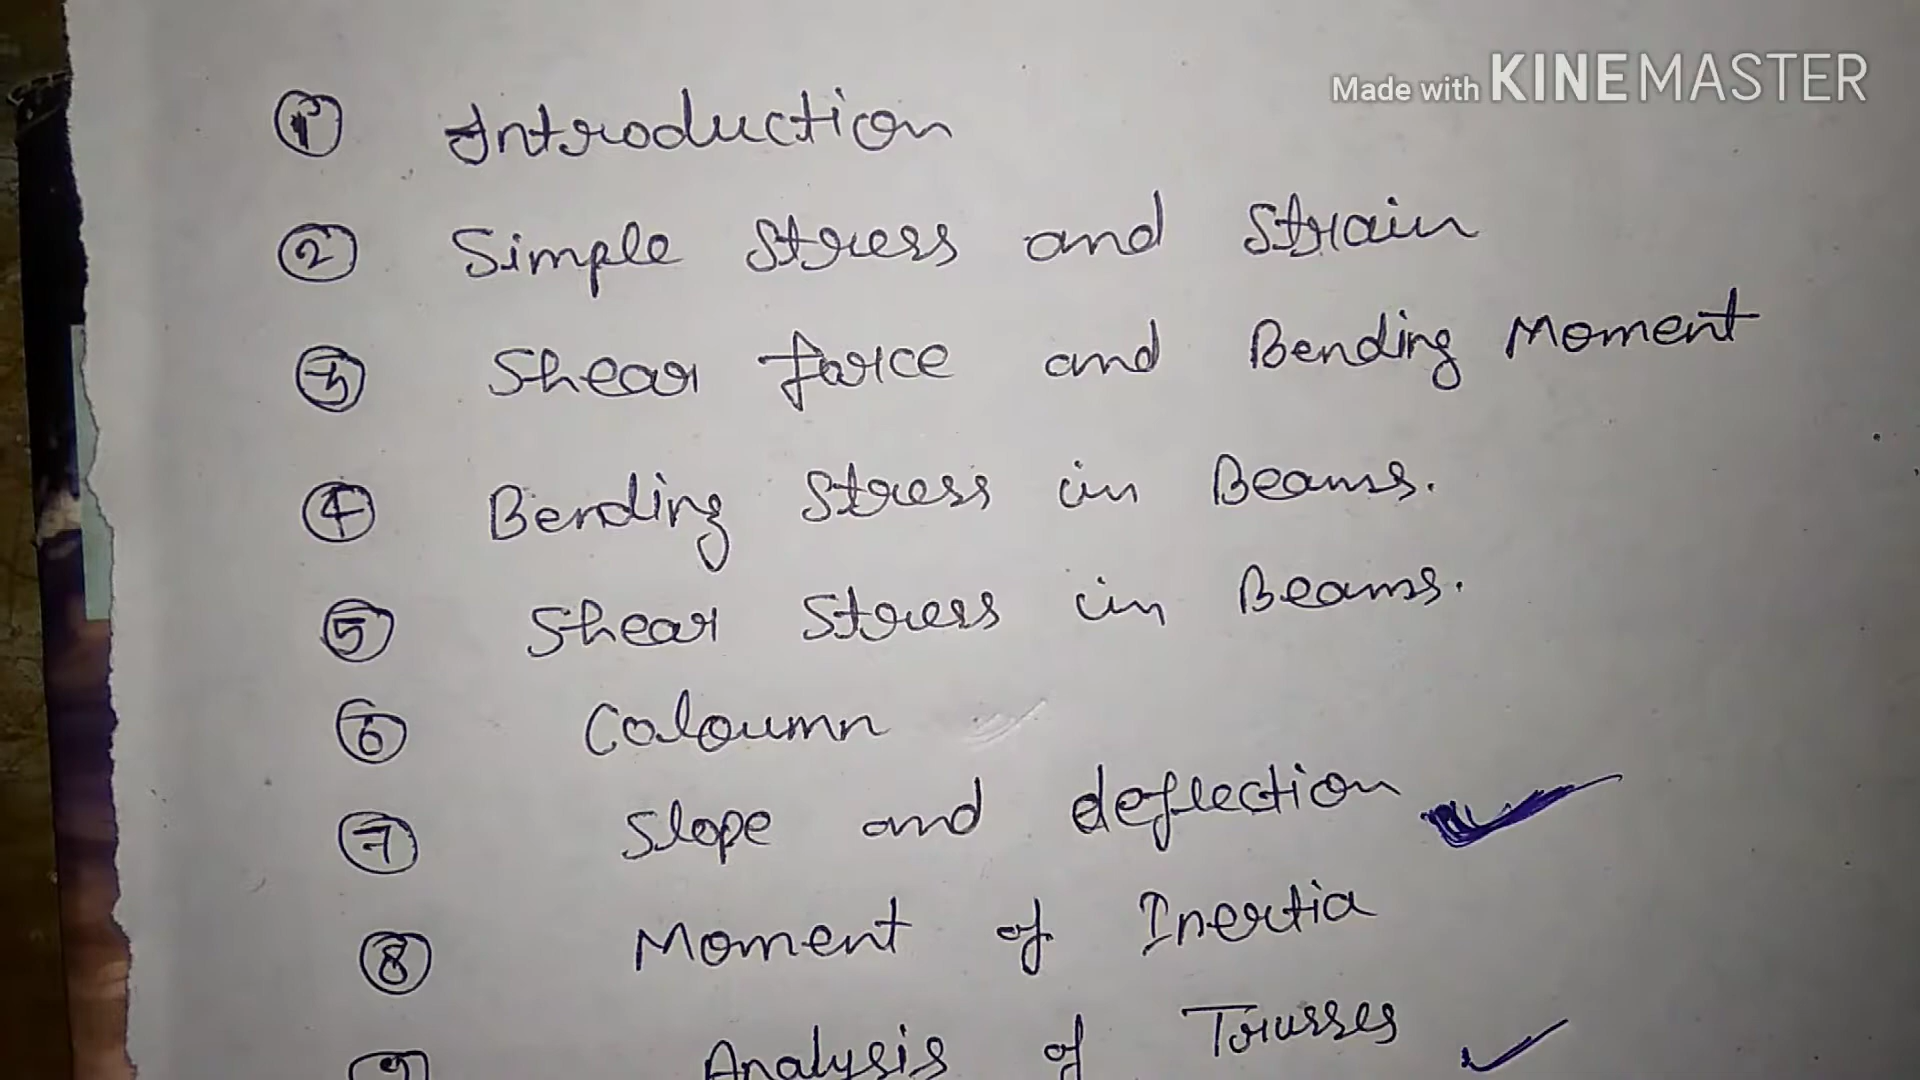 Made with KINEMASTER
1 Introduction
2 Simple Stress and Strain
3 Shear force and Bending Moment
4 Bending Stress in Beams.
5 Shear Stress in Beams.
6 Coloumn
7 Slope and deflection
8 Moment of Inertia
9 Analysis of Trusses